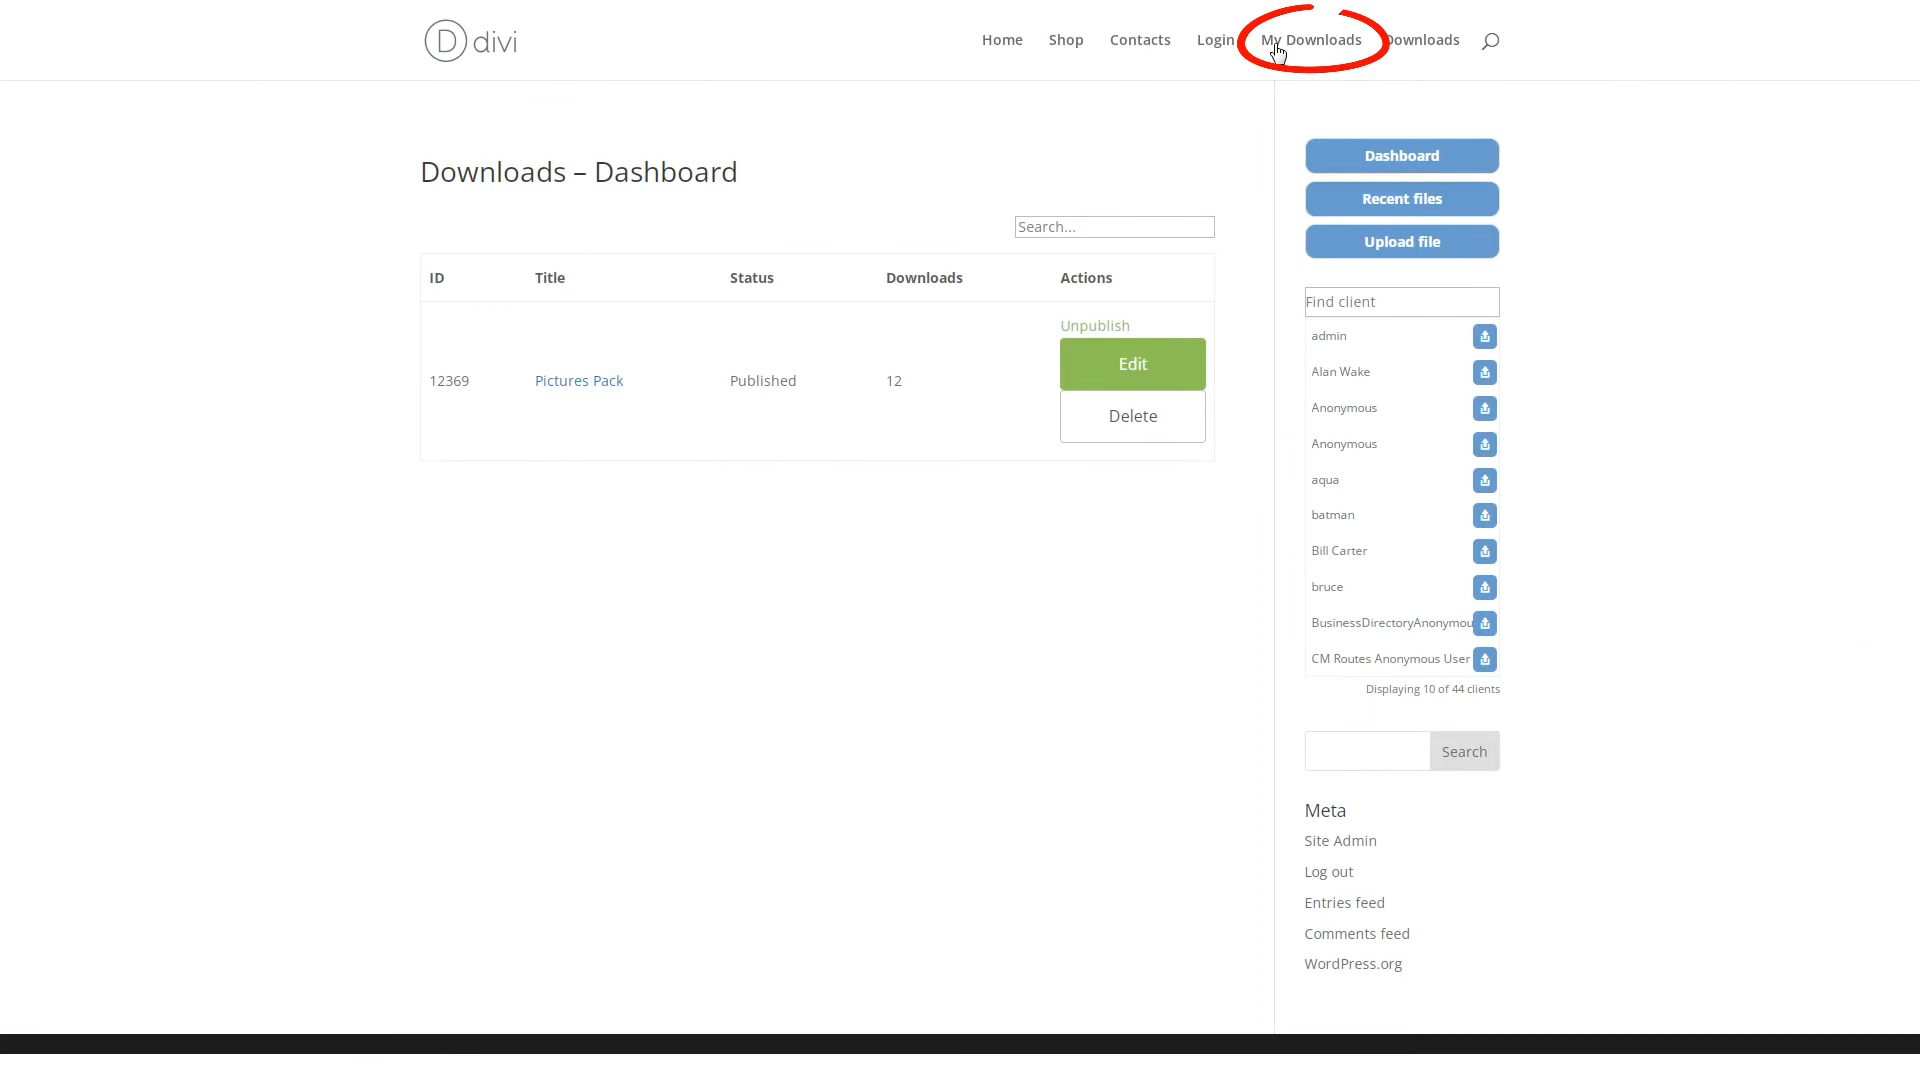 D divi
Home Shop Contacts Login My Downloads Downloads
Downloads – Dashboard
Search...
ID Title Status Downloads Actions
12369 Pictures Pack Published 12
Unpublish
Edit
Delete
Dashboard
Recent files
Upload file
Find client
admin
Alan Wake
Anonymous
Anonymous
aqua
batman
Bill Carter
bruce
BusinessDirectoryAnonymou
CM Routes Anonymous User
Displaying 10 of 44 clients
Search
Meta
Site Admin
Log out
Entries feed
Comments feed
WordPress.org